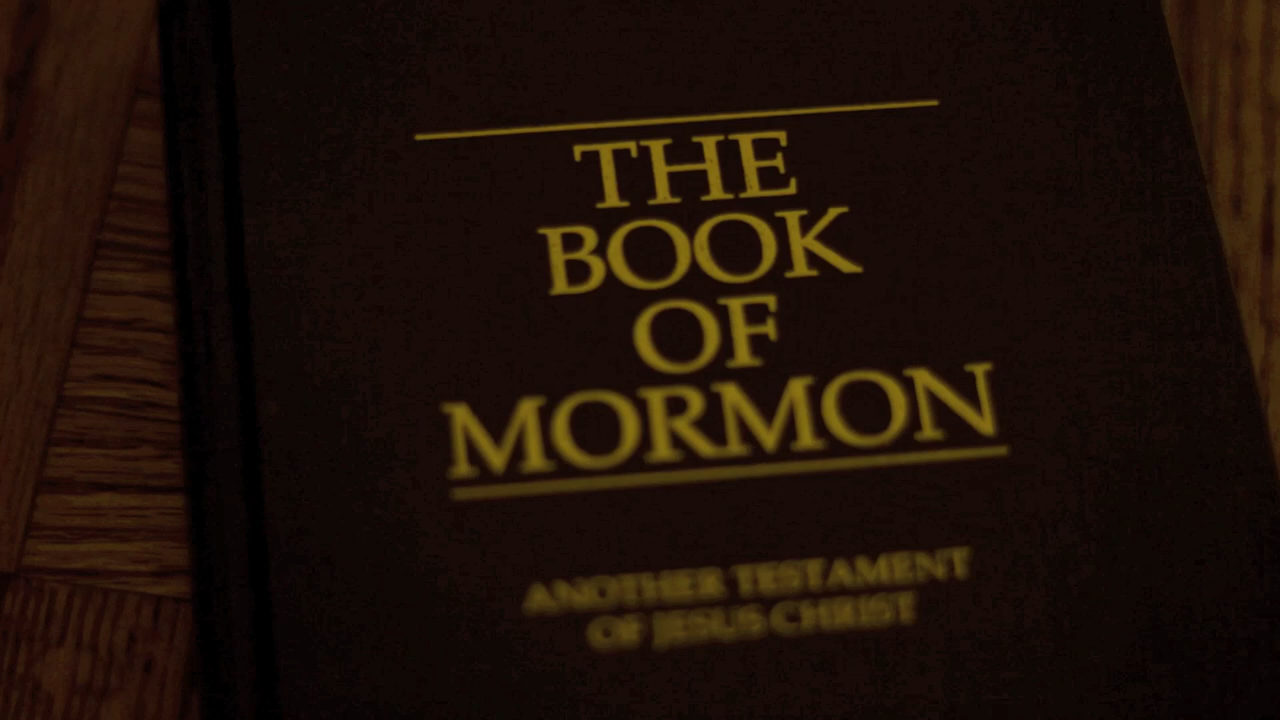 THE
BOOK
OF
MORMON
ANOTHER TESTAMENT
OF JESUS CHRIST